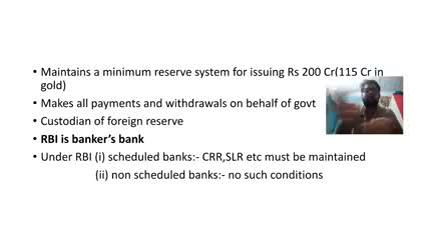 • Maintains a minimum reserve system for issuing Rs 200 Cr(115 Cr in
gold)
• Makes all payments and withdrawals on behalf of govt
• Custodian of foreign reserve
• RBI is banker's bank
• Under RBI (i) scheduled banks:- CRR,SLR etc must be maintained
(ii) non scheduled banks:- no such conditions